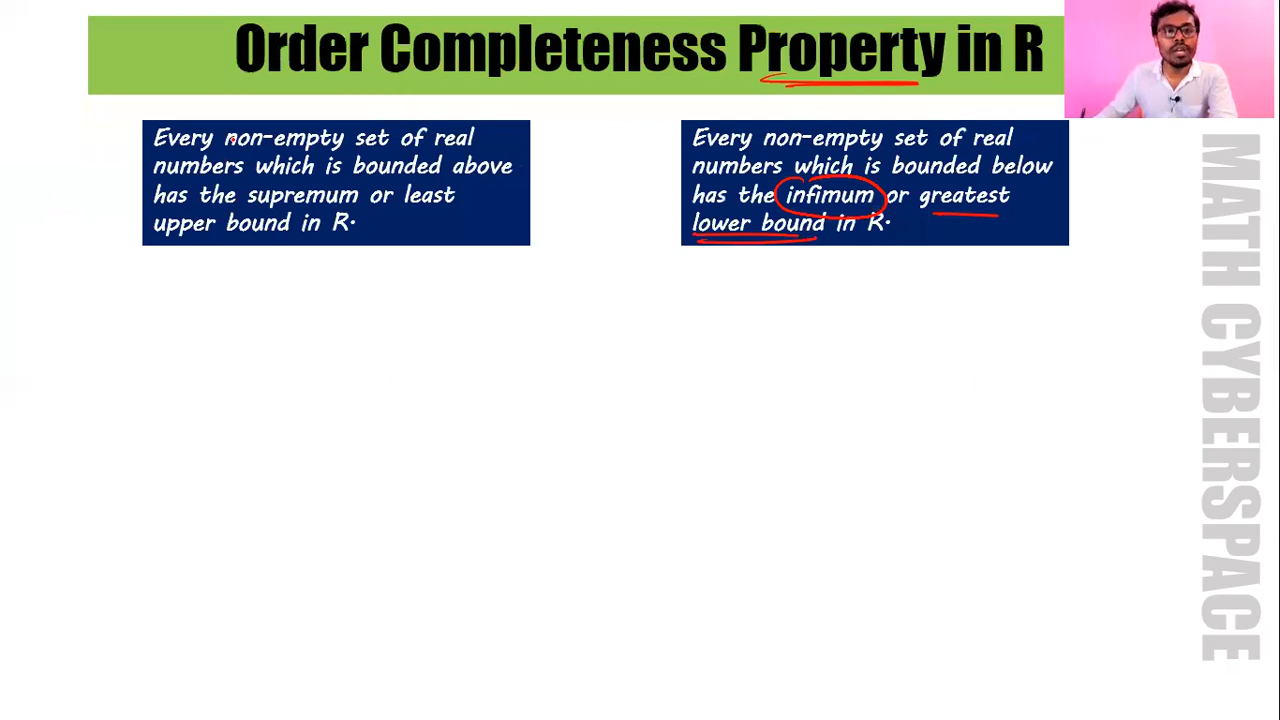 Order Completeness Property in R
Every non-empty set of real
numbers which is bounded above
has the supremum or least
upper bound in R.
Every non-empty set of real
numbers which is bounded below
has the infimum or greatest
lower bound in R.
MATH CYBERSPACE